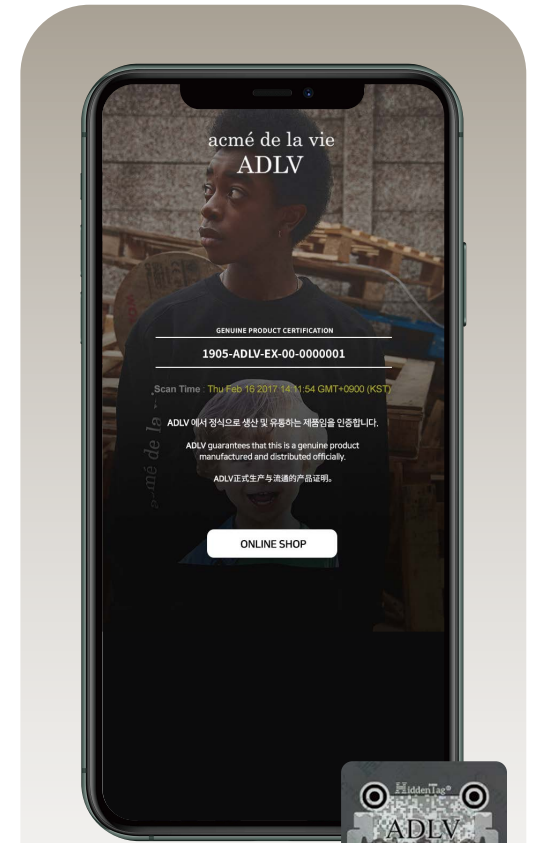 acmé de la vie
ADLV
GENUINE PRODUCT CERTIFICATION
1905-ADLV-EX-00-0000001
Scan Time : Thu Feb 16 2017 14:11:54 GMT+0900 (KST)
ADLV 에서 정식으로 생산 및 유통하는 제품임을 인증합니다.
ADLV guarantees that this is a genuine product
manufactured and distributed officially.
ADLV正式生产与流通的产品证明。
mé de la
ONLINE SHOP
HiddenTag®
ADLV